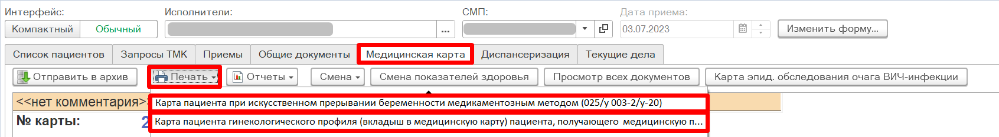 Интерфейс: Исполнители: СМП: Дата приема:
Компактный Обычный ... 03.07.2023 Изменить форму...
Список пациентов Запросы ТМК Приемы Общие документы Медицинская карта Диспансеризация Текущие дела
Отправить в архив Печать Отчеты Смена Смена показателей здоровья Просмотр всех документов Карта эпид. обследования очага ВИЧ-инфекции
<<нет комментария> Карта пациента при искусственном прерывании беременности медикаментозным методом (025/у 003-2/у-20)
№ карты: 2 Карта пациента гинекологического профиля (вкладыш в медицинскую карту) пациента, получающего медицинскую п...